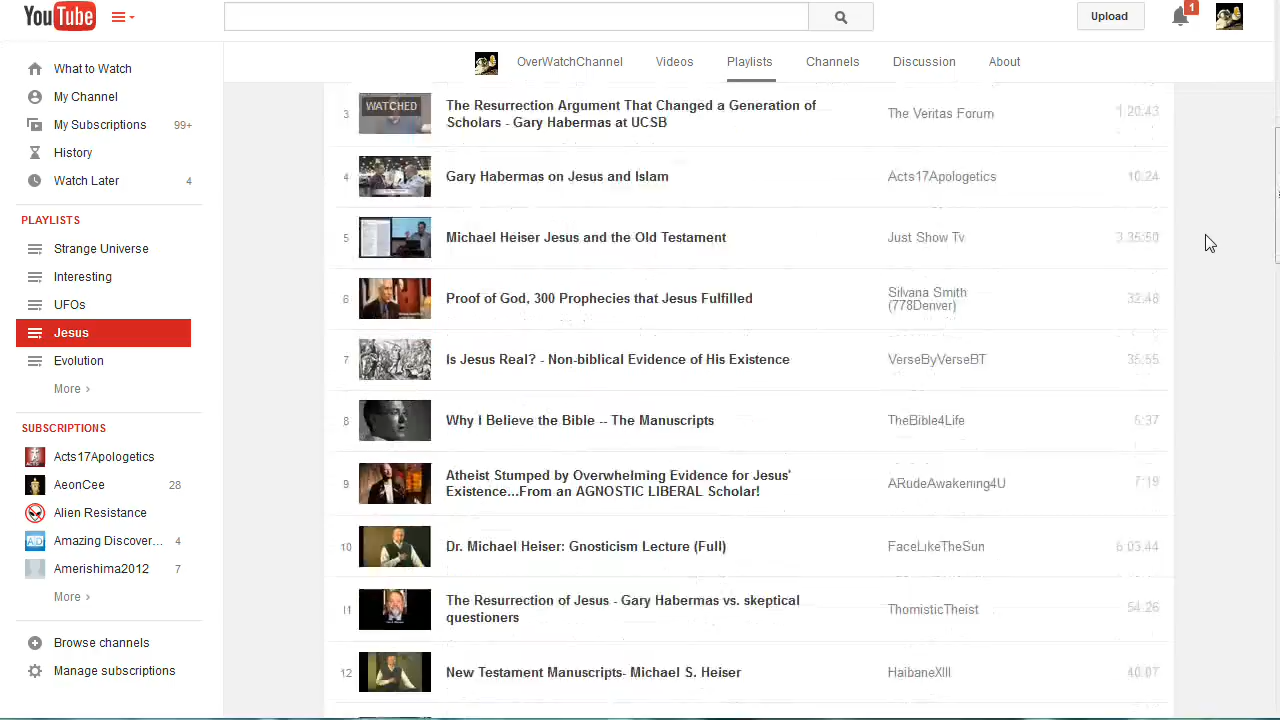 YouTube
Upload
1
What to Watch
My Channel
My Subscriptions 99+
History
Watch Later 4
PLAYLISTS
Strange Universe
Interesting
UFOs
Jesus
Evolution
More ›
SUBSCRIPTIONS
Acts17Apologetics
AeonCee 28
Alien Resistance
Amazing Discover... 4
Amerishima2012 7
More ›
Browse channels
Manage subscriptions
OverWatchChannel Videos Playlists Channels Discussion About
3 WATCHED The Resurrection Argument That Changed a Generation of
Scholars - Gary Habermas at UCSB The Veritas Forum 1:20:43
4 Gary Habermas on Jesus and Islam Acts17Apologetics 10:24
5 Michael Heiser Jesus and the Old Testament Just Show Tv
6 Proof of God, 300 Prophecies that Jesus Fulfilled Silvana Smith
(778Denver) 32:48
7 Is Jesus Real? - Non-biblical Evidence of His Existence VerseByVerseBT
8 Why I Believe the Bible -- The Manuscripts TheBible4Life
9 Atheist Stumped by Overwhelming Evidence for Jesus'
Existence...From an AGNOSTIC LIBERAL Scholar! ARudeAwakening4U 7:19
10 Dr. Michael Heiser: Gnosticism Lecture (Full) FaceLikeTheSun 6:03:44
11 The Resurrection of Jesus - Gary Habermas vs. skeptical
questioners ThomisticTheist 54:26
12 New Testament Manuscripts- Michael S. Heiser HaibaneXIII 40:07